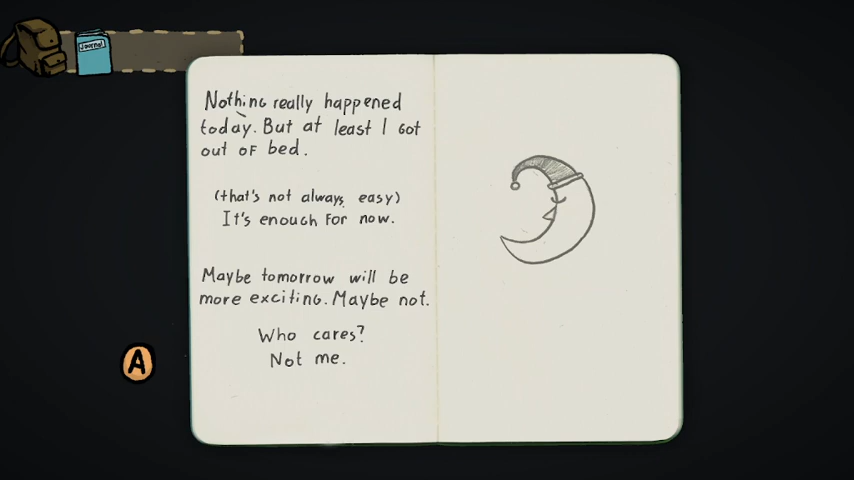 Journal
Nothing really happened
today. But at least I got
out of bed.
(that's not always easy)
It's enough for now.
Maybe tomorrow will be
more exciting. Maybe not.
Who cares?
Not me.
A